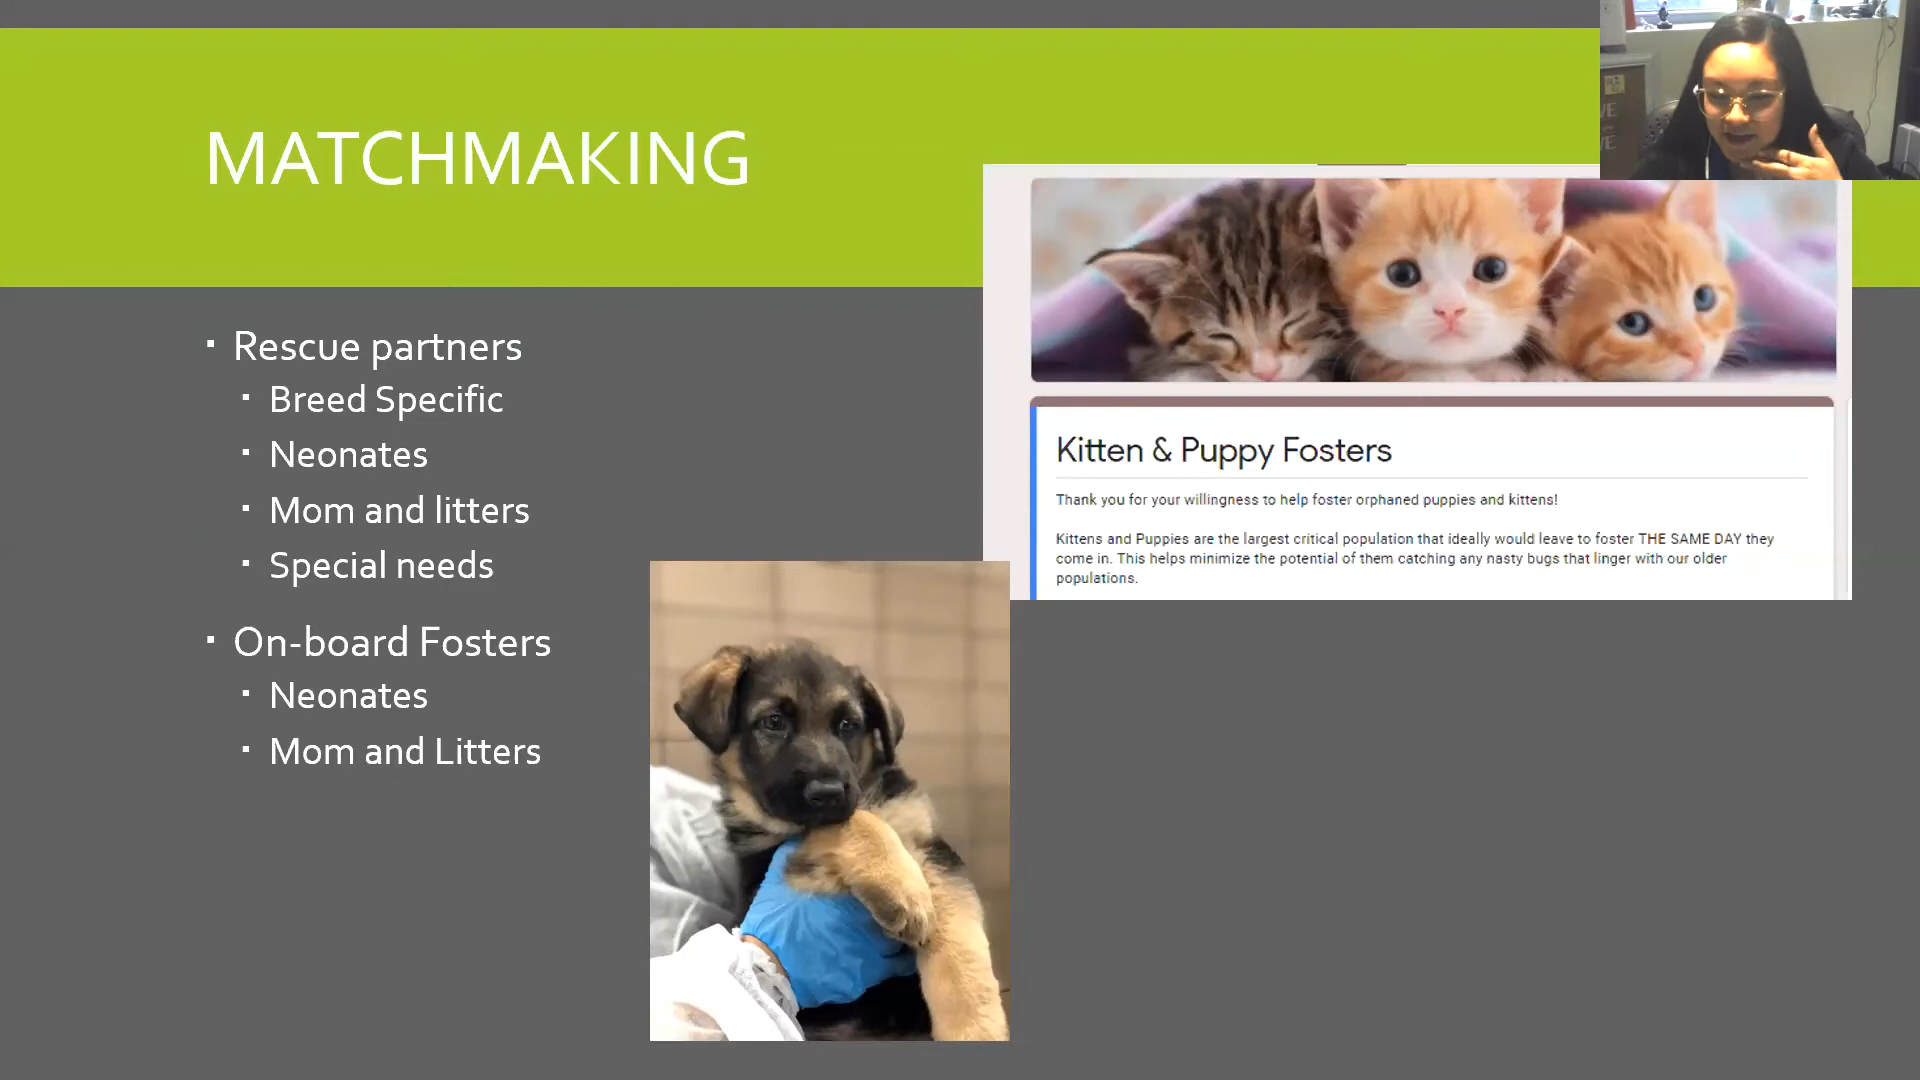 MATCHMAKING
Rescue partners
Breed Specific
Neonates
Mom and litters
Special needs
On-board Fosters
Neonates
Mom and Litters
Kitten & Puppy Fosters
Thank you for your willingness to help foster orphaned puppies and kittens!
Kittens and Puppies are the largest critical population that ideally would leave to foster THE SAME DAY they
come in. This helps minimize the potential of them catching any nasty bugs that linger with our older
populations.